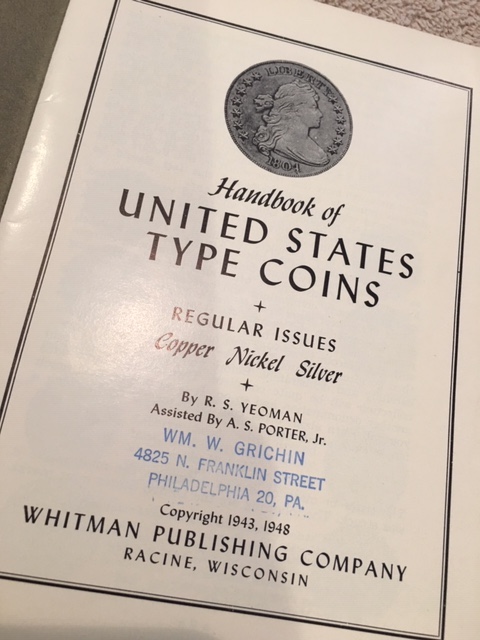 LIBERTY
1804
Handbook of
UNITED STATES
TYPE COINS
REGULAR ISSUES
Copper Nickel Silver
By R. S. YEOMAN
Assisted By A. S. PORTER, Jr.
WM. W. GRICHIN
4825 N. FRANKLIN STREET
PHILADELPHIA 20, PA.
Copyright 1943, 1948
WHITMAN PUBLISHING COMPANY
RACINE, WISCONSIN